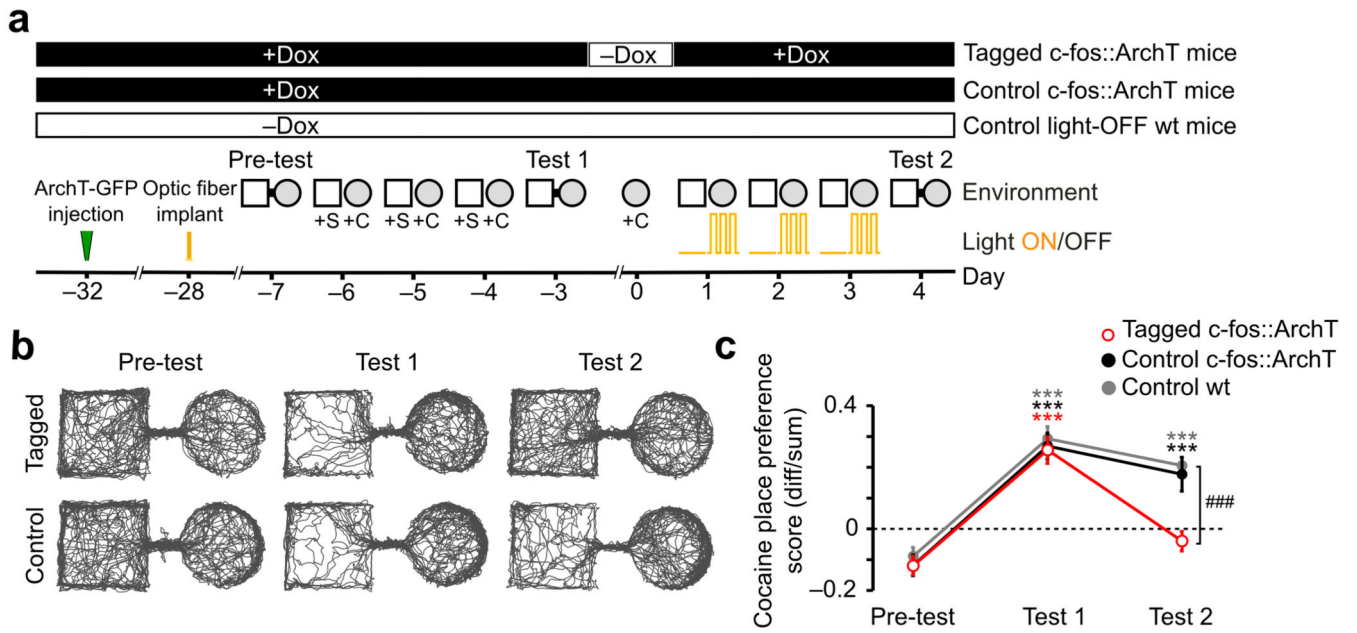 a
+Dox –Dox +Dox Tagged c-fos::ArchT mice
+Dox Control c-fos::ArchT mice
–Dox Control light-OFF wt mice
Pre-test Test 1 Test 2
ArchT-GFP Optic fiber Environment
injection implant
+S +C +S +C +S +C +C
Light ON/OFF
Day
–32 –28 –7 –6 –5 –4 –3 0 1 2 3 4
b
Pre-test Test 1 Test 2
Tagged
Control
c
Tagged c-fos::ArchT
Control c-fos::ArchT
Control wt
Cocaine place preference
score (diff/sum)
0.4
0
–0.2
***
***
***
***
***
###
Pre-test Test 1 Test 2